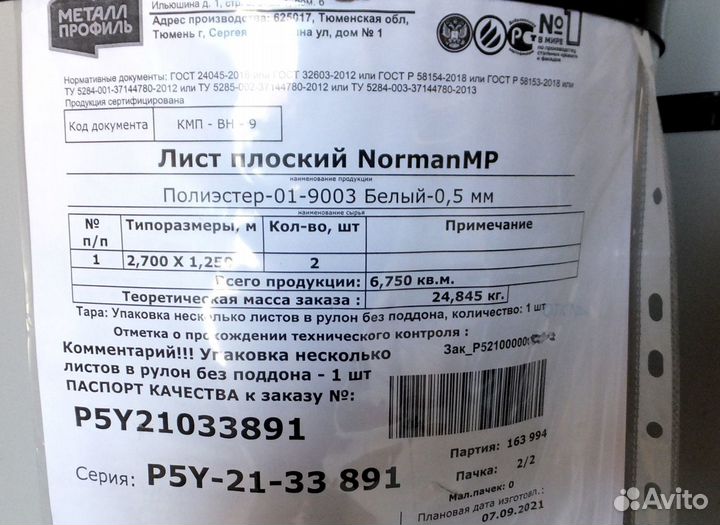 МЕТАЛЛ
ПРОФИЛЬ
Ильюшина д. 1,
Адрес производства: 625017, Тюменская обл,
Тюмень г, ул, дом № 1
№1
В МИРЕ
Нормативные документы: ГОСТ 24045-2016 или ГОСТ 32603-2012 или ГОСТ Р 58154-2018 или ГОСТ Р 58153-2018 или
ТУ 5284-001-37144780-2012 или ТУ 5285-002-37144780-2012 или ТУ 5284-003-37144780-2013
Продукция сертифицирована
Код документа КМП - ВН - 9
Лист плоский NormanMP
наименование продукции
Полиэстер-01-9003 Белый-0,5 мм
наименование сырья
№ п/п Типоразмеры, м Кол-во, шт Примечание
1 2,700 X 1,250 2
Всего продукции: 6,750 кв.м.
Теоретическая масса заказа : 24,845 кг.
Тара: Упаковка несколько листов в рулон без поддона, количество: 1 шт
Отметка о прохождении технического контроля :
Комментарий!!! Упаковка несколько
листов в рулон без поддона - 1 шт
ПАСПОРТ КАЧЕСТВА к заказу №:
P5Y21033891
Серия: P5Y-21-33 891
Партия: 163 994
Пачка: 2/2
Мал.пачек: 0
Плановая дата изготовл.:
07.09.2021
Avito